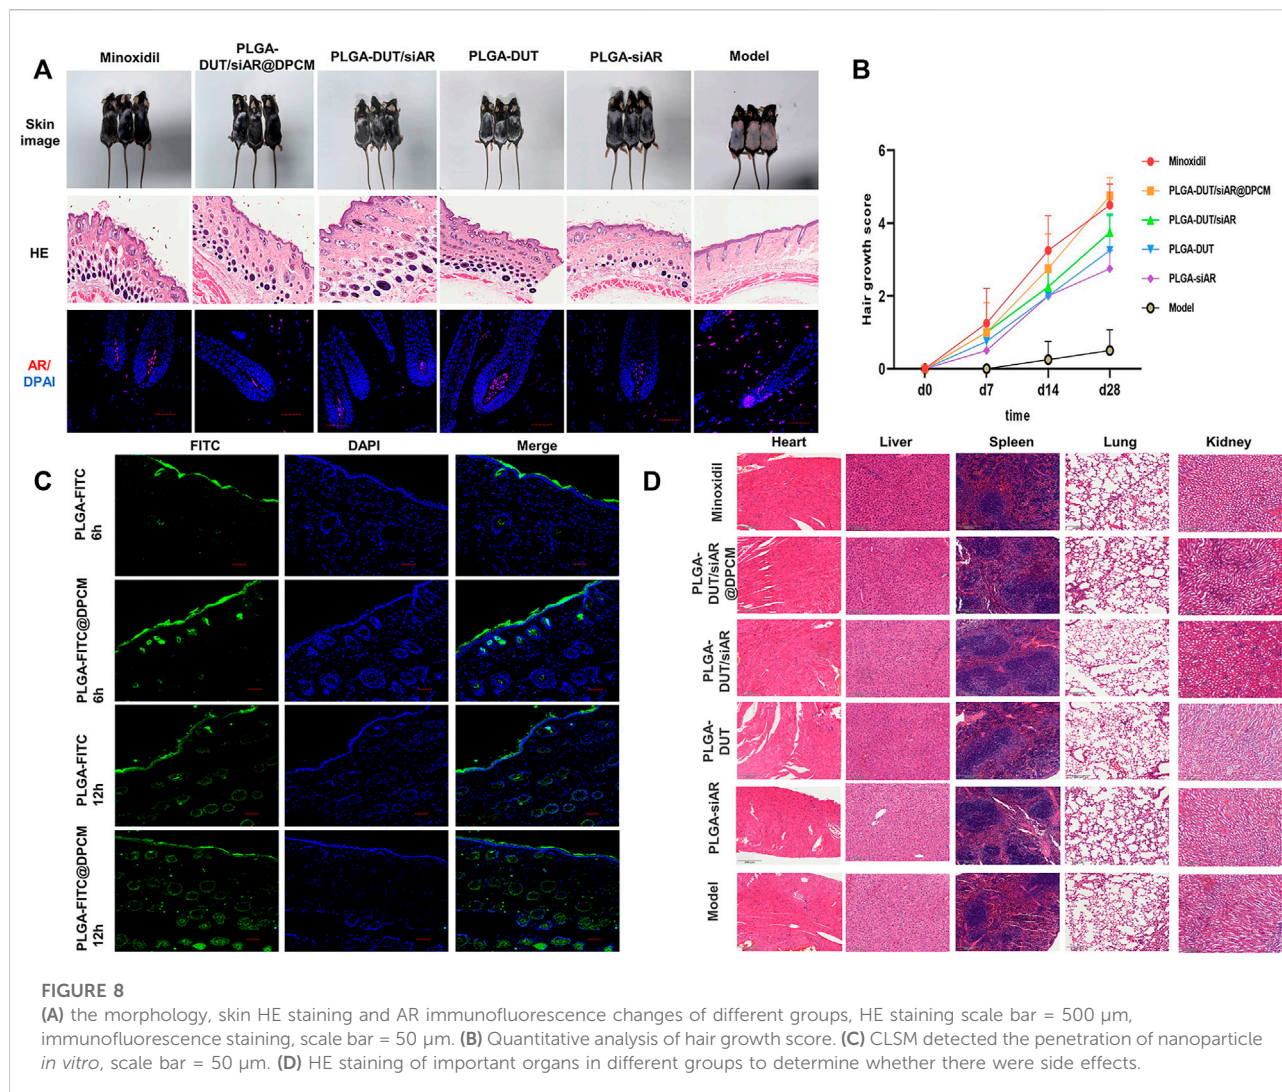 Minoxidil
PLGA-
DUT/siAR@DPCM
PLGA-DUT/siAR
PLGA-DUT
PLGA-siAR
Model
A
Skin
image
HE
AR/
DPAI
B
Hair growth score
6
4
2
0
d0
d7
d14
d28
time
Minoxidil
PLGA-DUT/siAR@DPCM
PLGA-DUT/siAR
PLGA-DUT
PLGA-siAR
Model
C
FITC
DAPI
Merge
PLGA-FITC
6h
PLGA-FITC@DPCM
6h
PLGA-FITC
12h
PLGA-FITC@DPCM
12h
D
Heart
Liver
Spleen
Lung
Kidney
Minoxidil
PLGA-
DUT/siAR
@DPCM
PLGA-
DUT/siAR
PLGA-
DUT
PLGA-siAR
Model
FIGURE 8
(A) the morphology, skin HE staining and AR immunofluorescence changes of different groups, HE staining scale bar = 500 µm,
immunofluorescence staining, scale bar = 50 µm. (B) Quantitative analysis of hair growth score. (C) CLSM detected the penetration of nanoparticle
in vitro, scale bar = 50 µm. (D) HE staining of important organs in different groups to determine whether there were side effects.